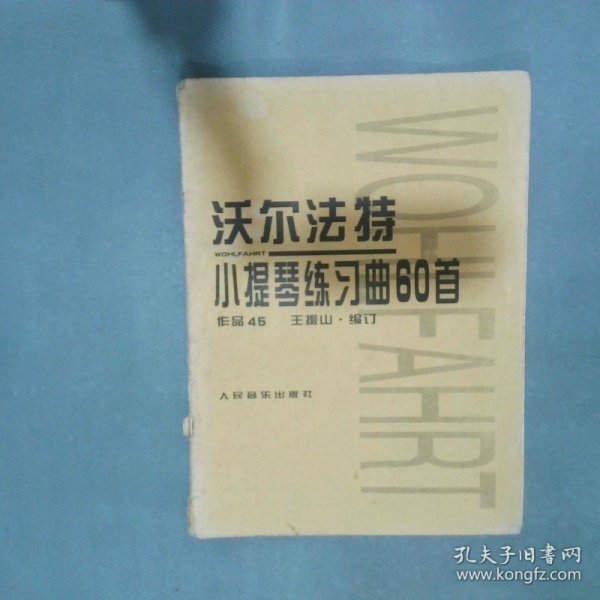 WOHLFAHRT
沃尔法特
WOHLFAHRT
小提琴练习曲60首
作品45 王振山·编订
人民音乐出版社
孔夫子旧书网
www.kongfz.com